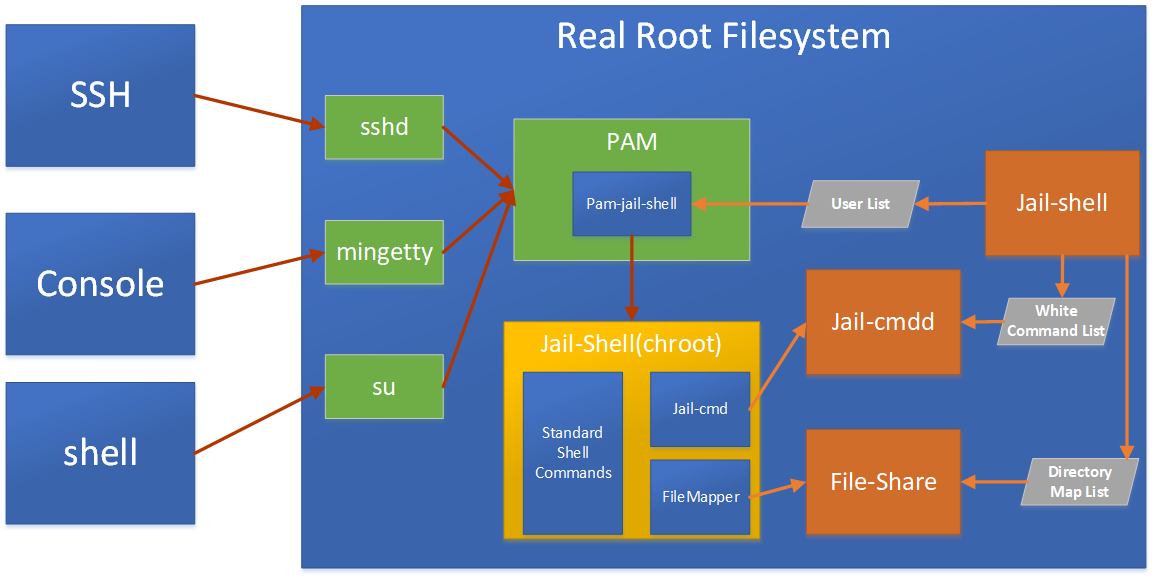 Real Root Filesystem
SSH
sshd
PAM
Pam-jail-shell
User List
Jail-shell
Console
mingetty
White
Command List
Jail-cmdd
shell
su
Jail-Shell(chroot)
Standard
Shell
Commands
Jail-cmd
FileMapper
File-Share
Directory
Map List